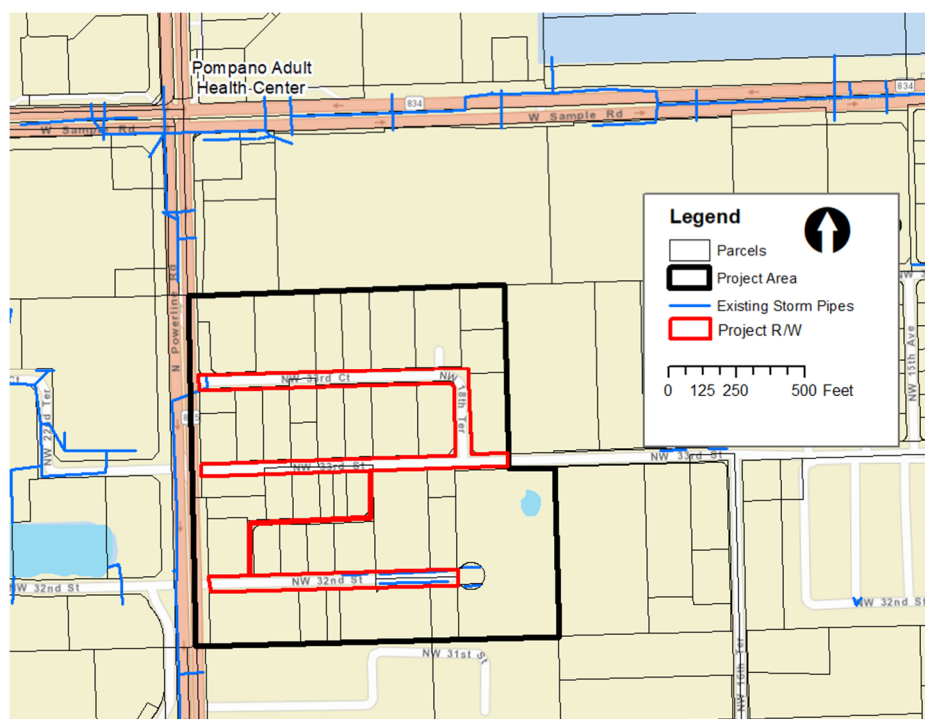 Pompano Adult
Health Center
834
834
W Sample Rd
W Sample Rd
N Powerline Rd
Legend
Parcels
Project Area
Existing Storm Pipes
Project R/W
0 125 250 500 Feet
NW 15th Ave
NW 33rd Ct
NW 18th Ter
NW 22nd Ter
NW 33rd St
NW 33rd St
NW 32nd St
NW 32nd St
NW 32nd St
NW 31st St
NW 16th Ter